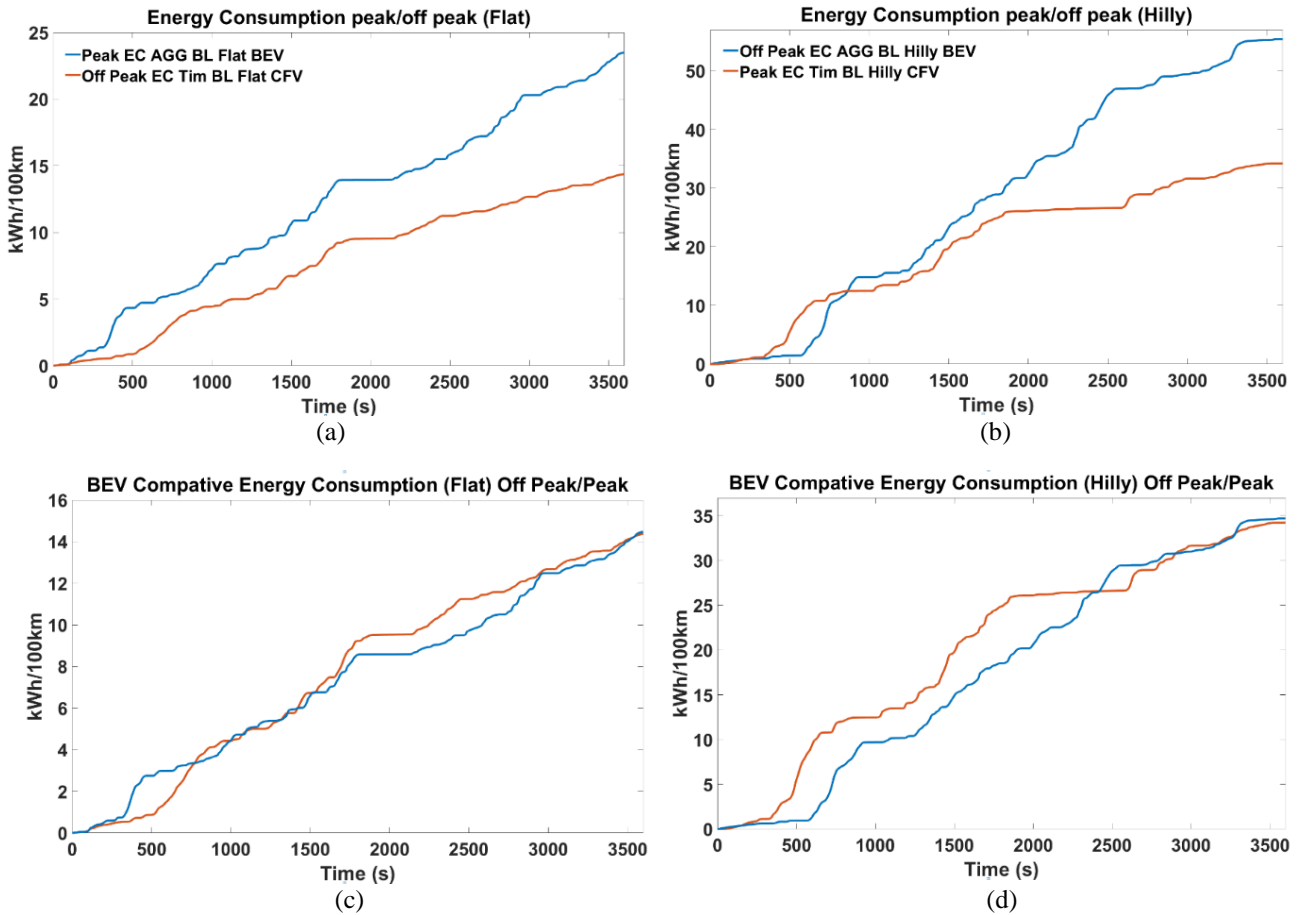 Energy Consumption peak/off peak (Flat)
25
20
15
10
5
0
kWh/100km
Peak EC AGG BL Flat BEV
Off Peak EC Tim BL Flat CFV
0 500 1000 1500 2000 2500 3000 3500
Time (s)
(a)
Energy Consumption peak/off peak (Hilly)
50
40
30
20
10
0
kWh/100km
Off Peak EC AGG BL Hilly BEV
Peak EC Tim BL Hilly CFV
0 500 1000 1500 2000 2500 3000 3500
Time (s)
(b)
BEV Compative Energy Consumption (Flat) Off Peak/Peak
16
14
12
10
8
6
4
2
0
kWh/100km
0 500 1000 1500 2000 2500 3000 3500
Time (s)
(c)
BEV Compative Energy Consumption (Hilly) Off Peak/Peak
35
30
25
20
15
10
5
0
kWh/100km
0 500 1000 1500 2000 2500 3000 3500
Time (s)
(d)